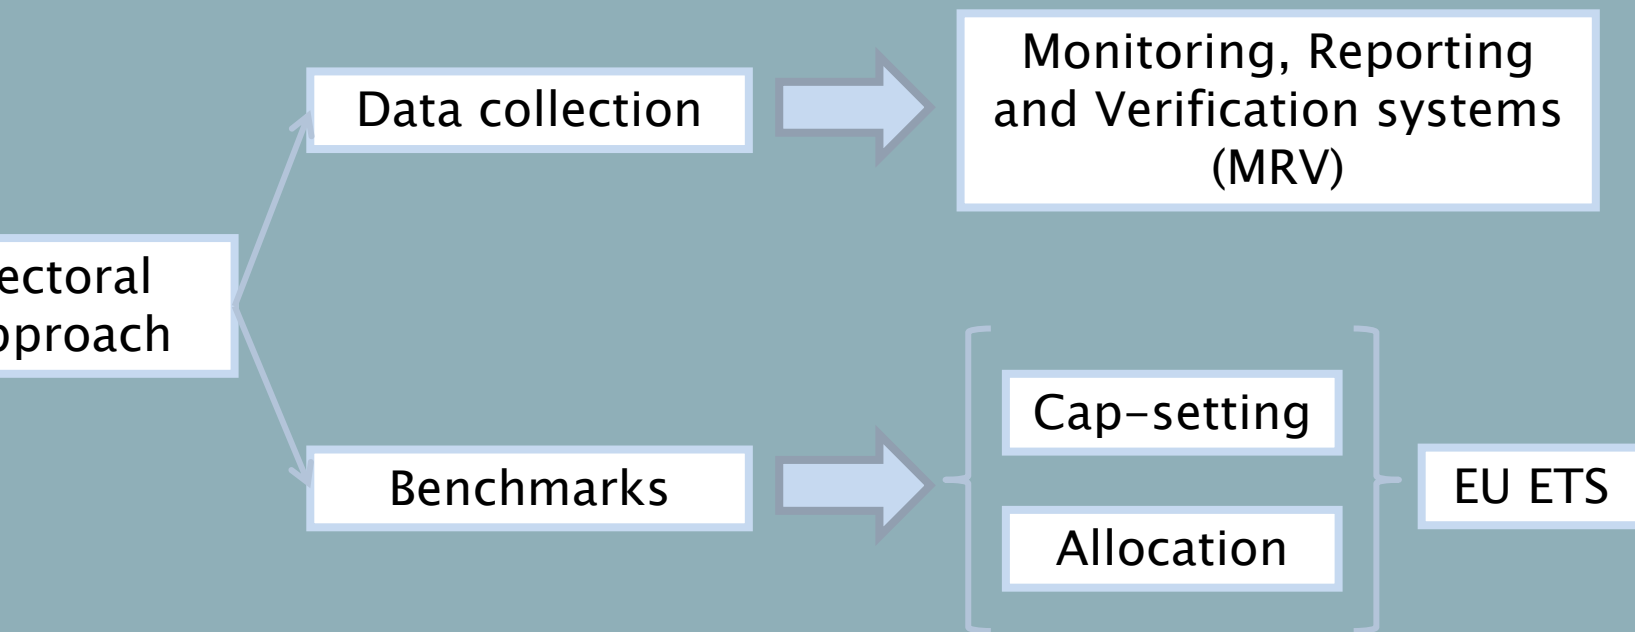 Data collection
Monitoring, Reporting
and Verification systems
(MRV)
ectoral
pproach
Cap-setting
Benchmarks
EU ETS
Allocation